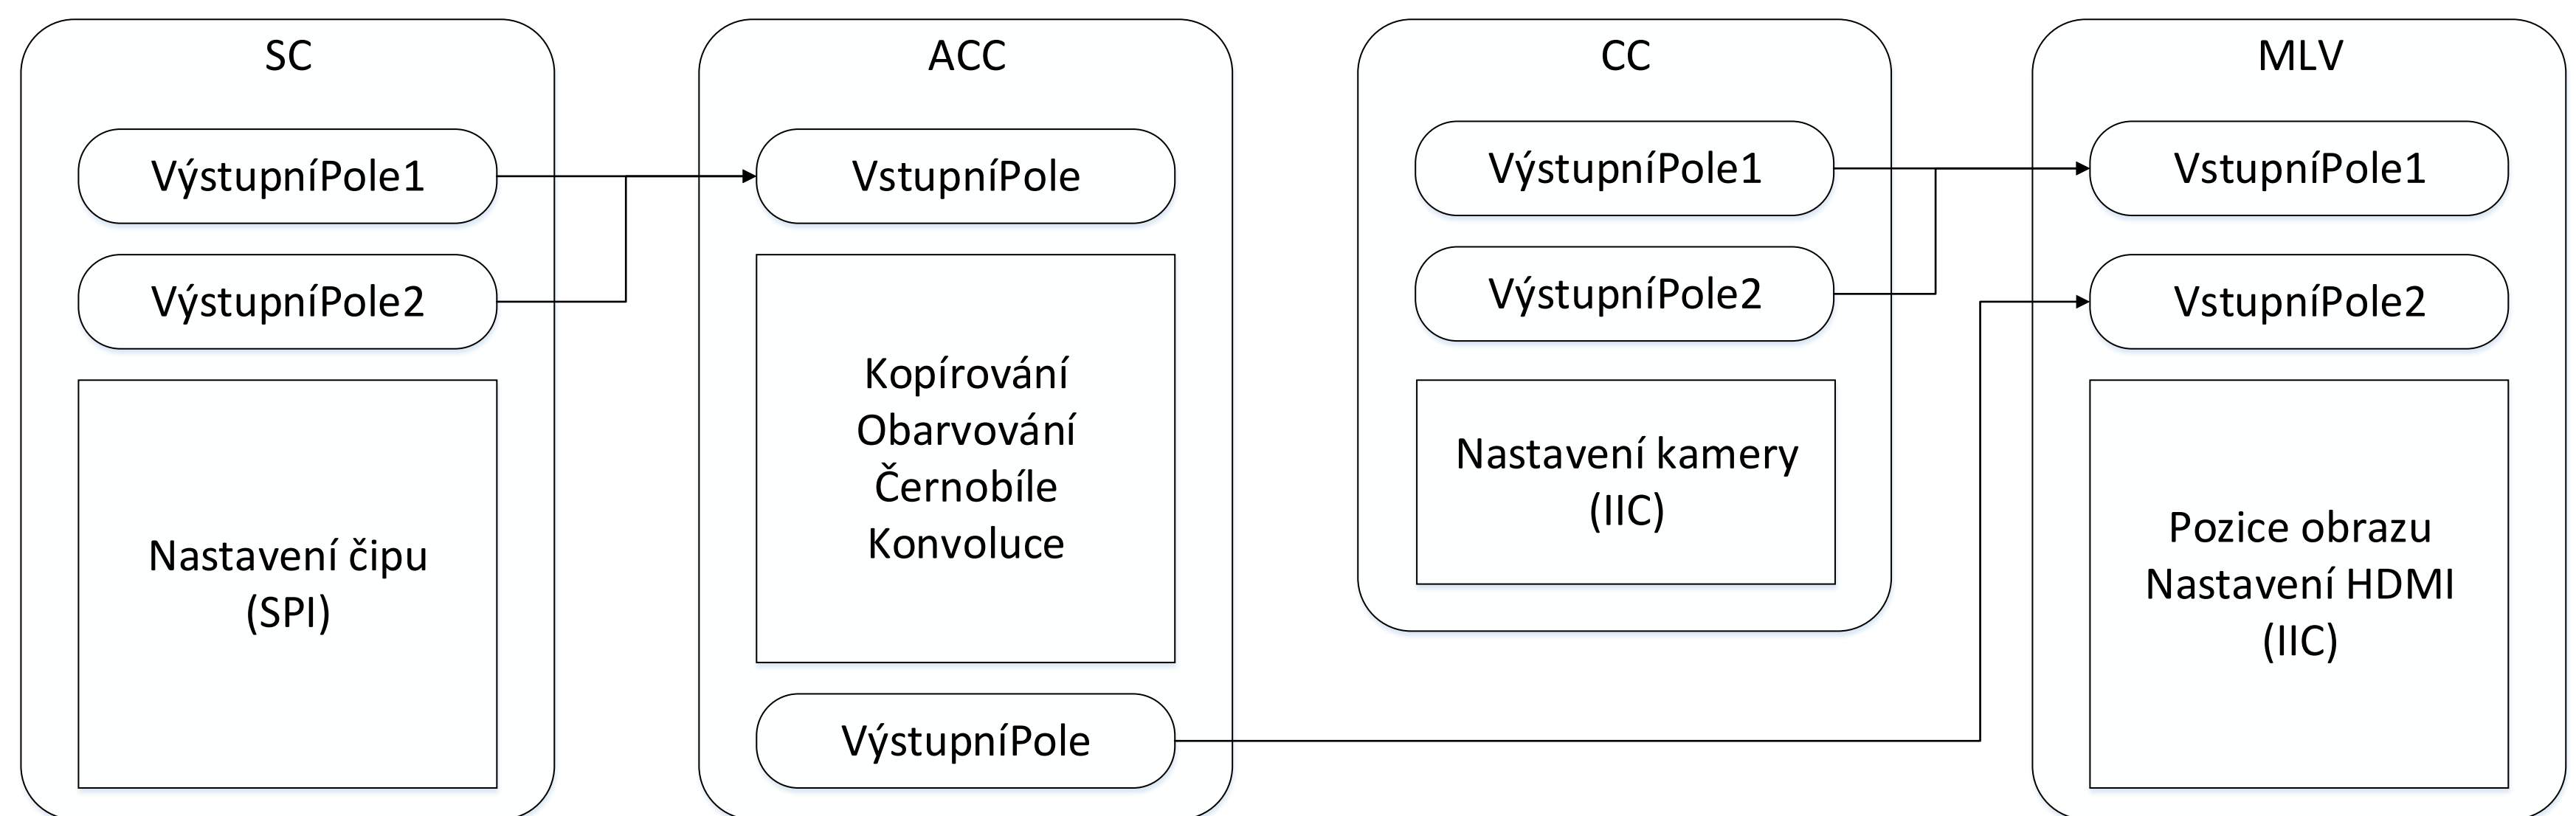 SC
VýstupníPole1
VýstupníPole2
Nastavení čipu
(SPI)
ACC
VstupníPole
Kopírování
Obarvování
Černobíle
Konvoluce
VýstupníPole
CC
VýstupníPole1
VýstupníPole2
Nastavení kamery
(IIC)
MLV
VstupníPole1
VstupníPole2
Pozice obrazu
Nastavení HDMI
(IIC)